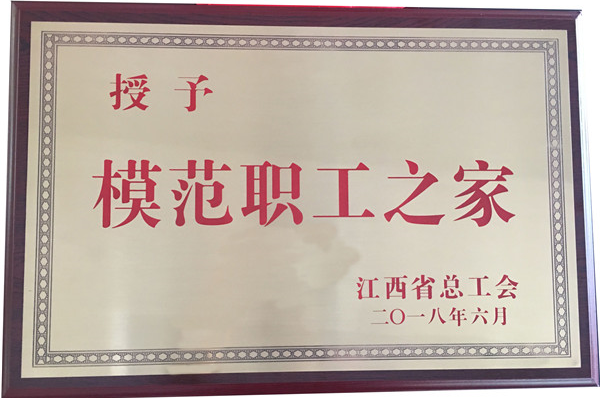 授予
模范职工之家
江西省总工会
二〇一八年六月